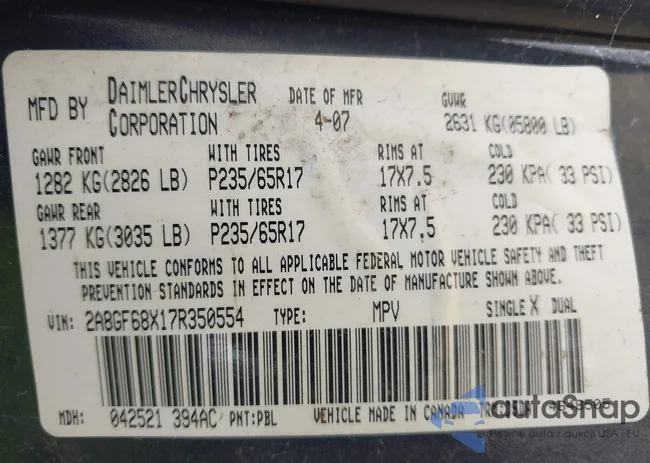 MFD BY DAIMLERCHRYSLER CORPORATION DATE OF MFR 4-07 GVWR 2631 KG(05800 LB)
GAWR FRONT WITH TIRES RIMS AT COLD
1282 KG(2826 LB) P235/65R17 17X7.5 230 KPA( 33 PSI)
GAWR REAR WITH TIRES RIMS AT COLD
1377 KG(3035 LB) P235/65R17 17X7.5 230 KPA( 33 PSI)
THIS VEHICLE CONFORMS TO ALL APPLICABLE FEDERAL MOTOR VEHICLE SAFETY AND THEFT
PREVENTION STANDARDS IN EFFECT ON THE DATE OF MANUFACTURE SHOWN ABOVE.
VIN: 2A8GF68X17R350554 TYPE: MPV SINGLE X DUAL
MDH: 042521 394AC PNT:PBL VEHICLE MADE IN CANADA
autoSnap
auto z aukcji USA i EU